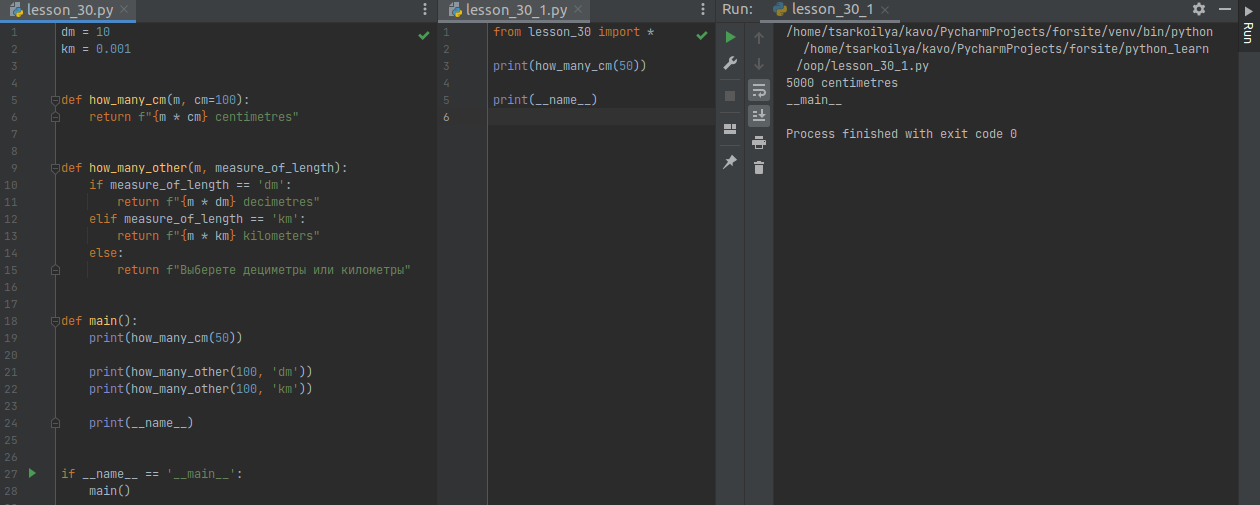 lesson_30.py
1 dm = 10
2 km = 0.001
3
4
5 def how_many_cm(m, cm=100):
6     return f"{m * cm} centimetres"
7
8
9 def how_many_other(m, measure_of_length):
10     if measure_of_length == 'dm':
11         return f"{m * dm} decimetres"
12     elif measure_of_length == 'km':
13         return f"{m * km} kilometers"
14     else:
15         return f"Выберете дециметры или километры"
16
17
18 def main():
19     print(how_many_cm(50))
20
21     print(how_many_other(100, 'dm'))
22     print(how_many_other(100, 'km'))
23
24     print(__name__)
25
26
27 if __name__ == '__main__':
28     main()
lesson_30_1.py
1 from lesson_30 import *
2
3 print(how_many_cm(50))
4
5 print(__name__)
6
Run: lesson_30_1
/home/tsarkoilya/kavo/PycharmProjects/forsite/venv/bin/python
/home/tsarkoilya/kavo/PycharmProjects/forsite/python_learn
/oop/lesson_30_1.py
5000 centimetres
__main__
Process finished with exit code 0
Run